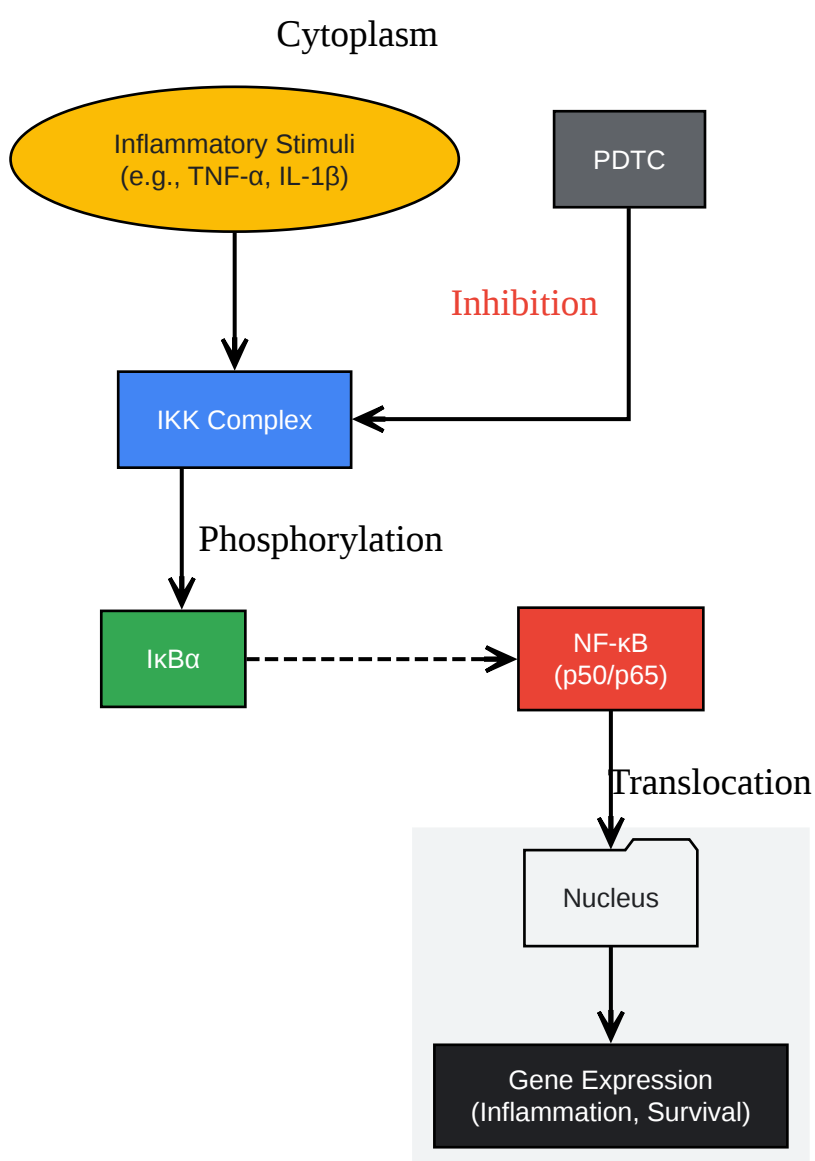 Cytoplasm
Inflammatory Stimuli
(e.g., TNF-α, IL-1β)
PDTC
Inhibition
IKK Complex
Phosphorylation
IκBα
NF-κB
(p50/p65)
Translocation
Nucleus
Gene Expression
(Inflammation, Survival)